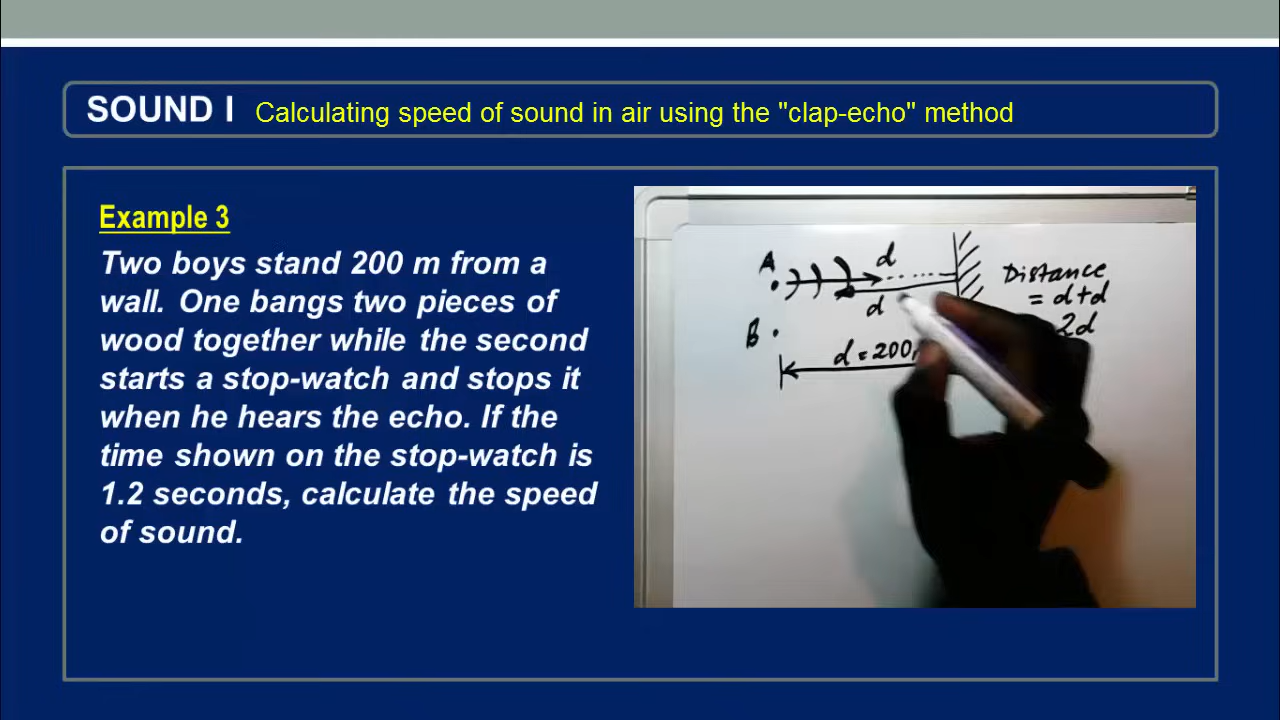 SOUND I Calculating speed of sound in air using the "clap-echo" method
Example 3
Two boys stand 200 m from a
wall. One bangs two pieces of
wood together while the second
starts a stop-watch and stops it
when he hears the echo. If the
time shown on the stop-watch is
1.2 seconds, calculate the speed
of sound.
A
d
d
B
d = 200
Distance
= d+d
2d